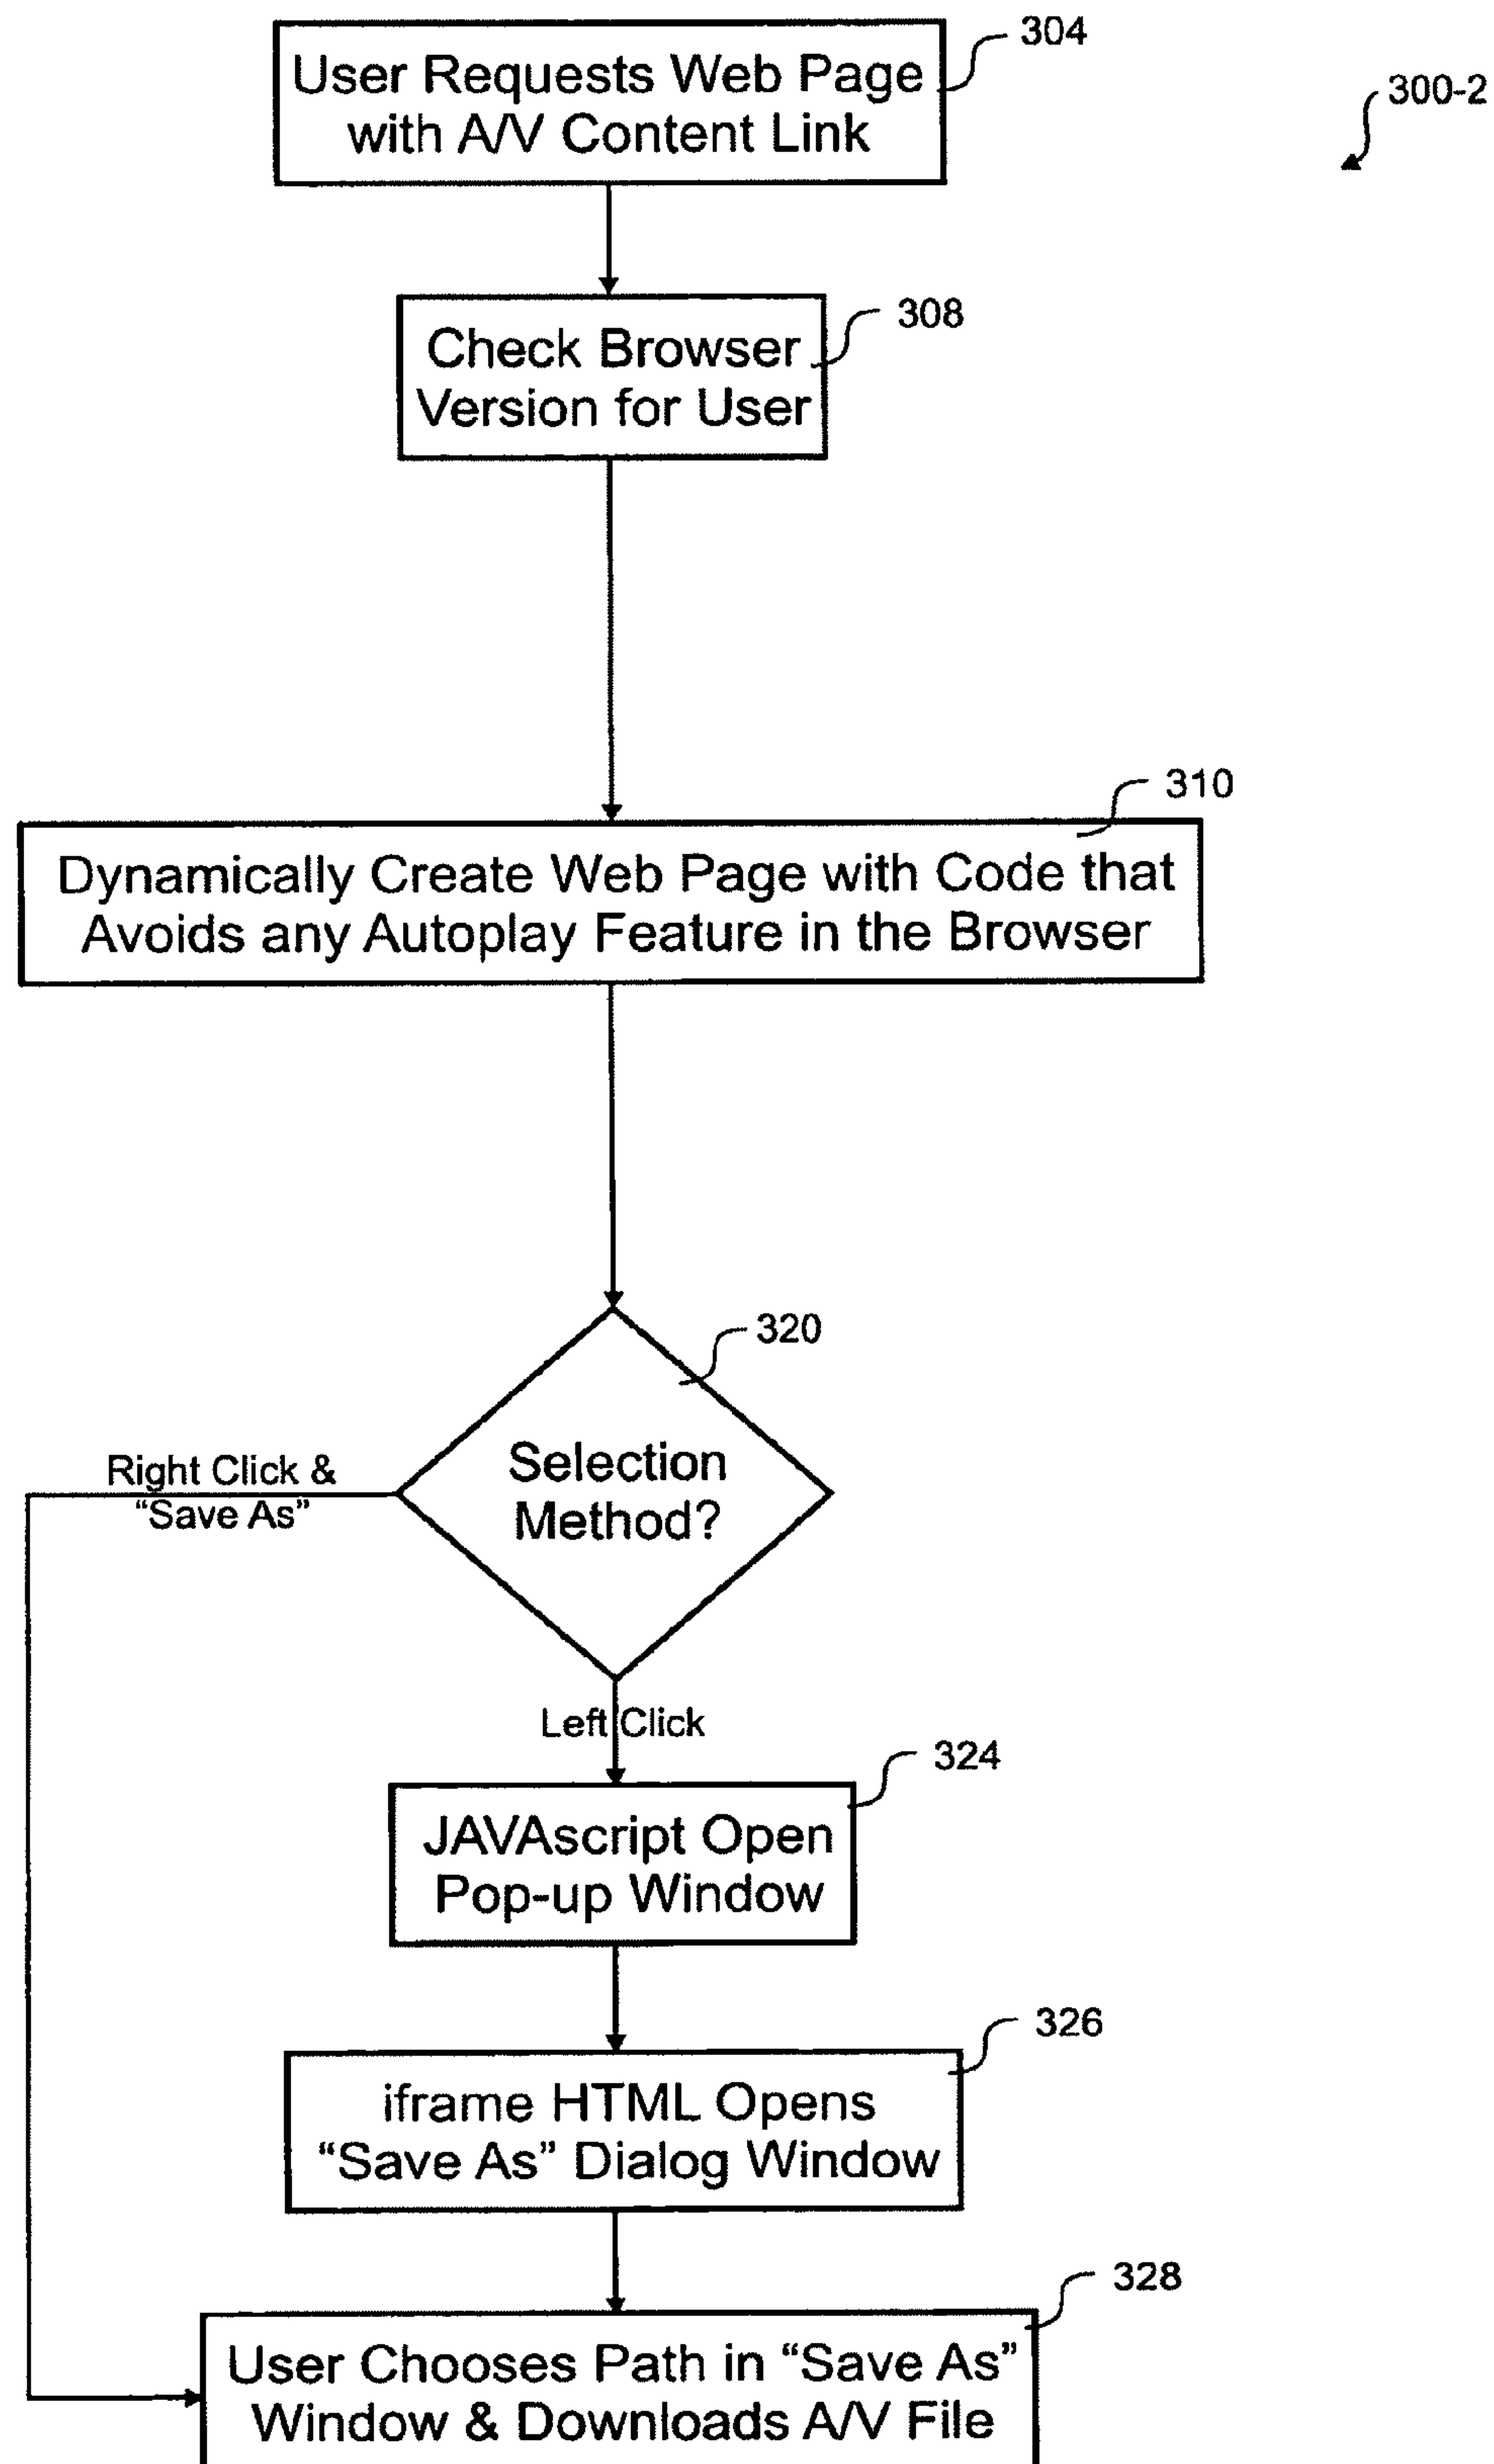 304
User Requests Web Page
with A/V Content Link
300-2
308
Check Browser
Version for User
310
Dynamically Create Web Page with Code that
Avoids any Autoplay Feature in the Browser
320
Selection
Method?
Right Click &
“Save As”
Left Click
324
JAVAscript Open
Pop-up Window
326
iframe HTML Opens
“Save As” Dialog Window
328
User Chooses Path in “Save As”
Window & Downloads A/V File